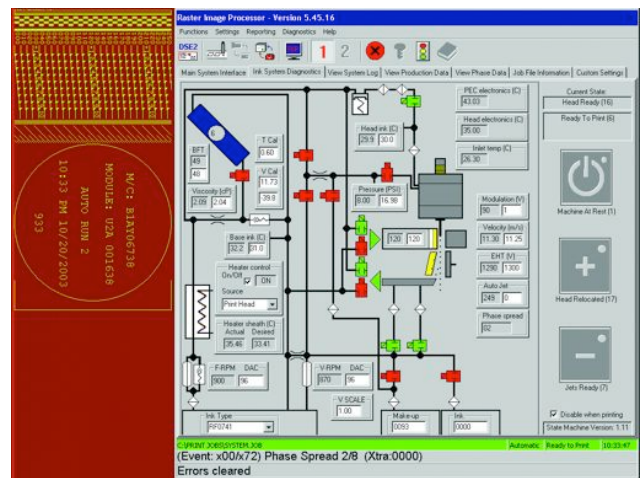 M/C: B1AY06738
MODULE: U2A 001638
AUTO RUN 2
10:33 PM 10/20/2003
933
Raster Image Processor - Version 5.45.16
Functions Settings Reporting Diagnostics Help
DSE2
1 2
Main System Interface Ink System Diagnostics View System Log View Production Data View Phase Data Job File Information Custom Settings
PEC electronics (C)
43.03
Head electronics (C)
35.00
Inlet temp (C)
26.30
Head ink (C)
29.9 30.0
6
BFT
49
48
T Cal
0.60
V Cal
11.73
-39.8
Viscosity (cP)
2.09 2.04
Pressure (PSI)
8.00 16.98
Modulation (V)
90 1
Velocity (m/s)
11.30 11.25
EHT (V)
1290 1300
Auto Jet
249 0
Phase spread
62
120 120
Base ink (C)
32.2 31.0
Heater control
On/Off ON
Source
Print Head
Heater sheath (C)
Actual Desired
35.46 33.41
F-RPM DAC
900 96
V-RPM DAC
870 96
V.SCALE
1.00
Ink Type
RF0741
Make-up
0093
Ink
0000
Current State:
Head Ready (16)
Ready To Print (6)
Machine At Rest (1)
Head Relocated (17)
Jets Ready (7)
Disable when printing
State Machine Version: 1.11
C:\PRINT JOBS\SYSTEM.JOB Automatic Ready to Print 10:33:47
(Event: x00/x72) Phase Spread 2/8 (Xtra:0000)
Errors cleared